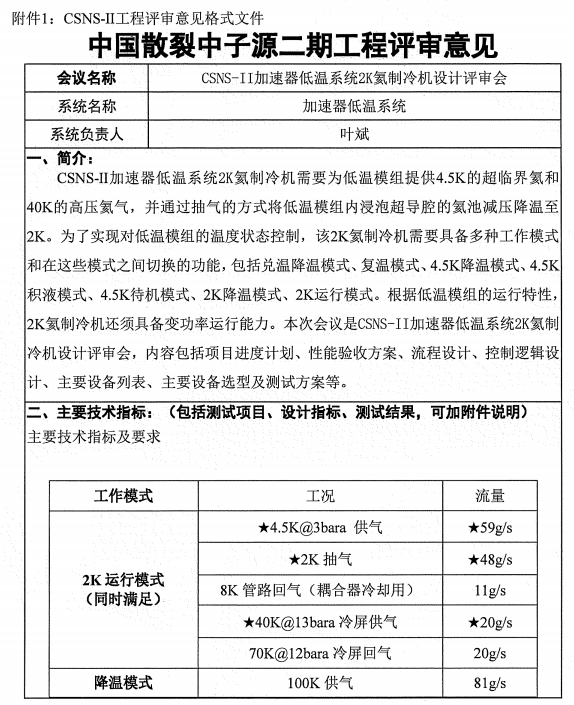 附件1：CSNS-II工程评审意见格式文件
中国散裂中子源二期工程评审意见
会议名称 CSNS-II加速器低温系统2K氦制冷机设计评审会
系统名称 加速器低温系统
系统负责人 叶斌
一、简介：
CSNS-II加速器低温系统2K氦制冷机需要为低温模组提供4.5K的超临界氦和
40K的高压氦气，并通过抽气的方式将低温模组内浸泡超导腔的氦池减压降温至
2K。为了实现对低温模组的温度状态控制，该2K氦制冷机需要具备多种工作模式
和在这些模式之间切换的功能，包括兑温降温模式、复温模式、4.5K降温模式、4.5K
积液模式、4.5K待机模式、2K降温模式、2K运行模式。根据低温模组的运行特性，
2K氦制冷机还须具备变功率运行能力。本次会议是CSNS-II加速器低温系统2K氦制
冷机设计评审会，内容包括项目进度计划、性能验收方案、流程设计、控制逻辑设
计、主要设备列表、主要设备选型及测试方案等。
二、主要技术指标：（包括测试项目、设计指标、测试结果，可加附件说明）
主要技术指标及要求
工作模式 工况 流量
2K 运行模式
（同时满足）
★4.5K@3bara 供气 ★59g/s
★2K 抽气 ★48g/s
8K 管路回气（耦合器冷却用） 11g/s
★40K@13bara 冷屏供气 ★20g/s
70K@12bara 冷屏回气 20g/s
降温模式 100K 供气 81g/s